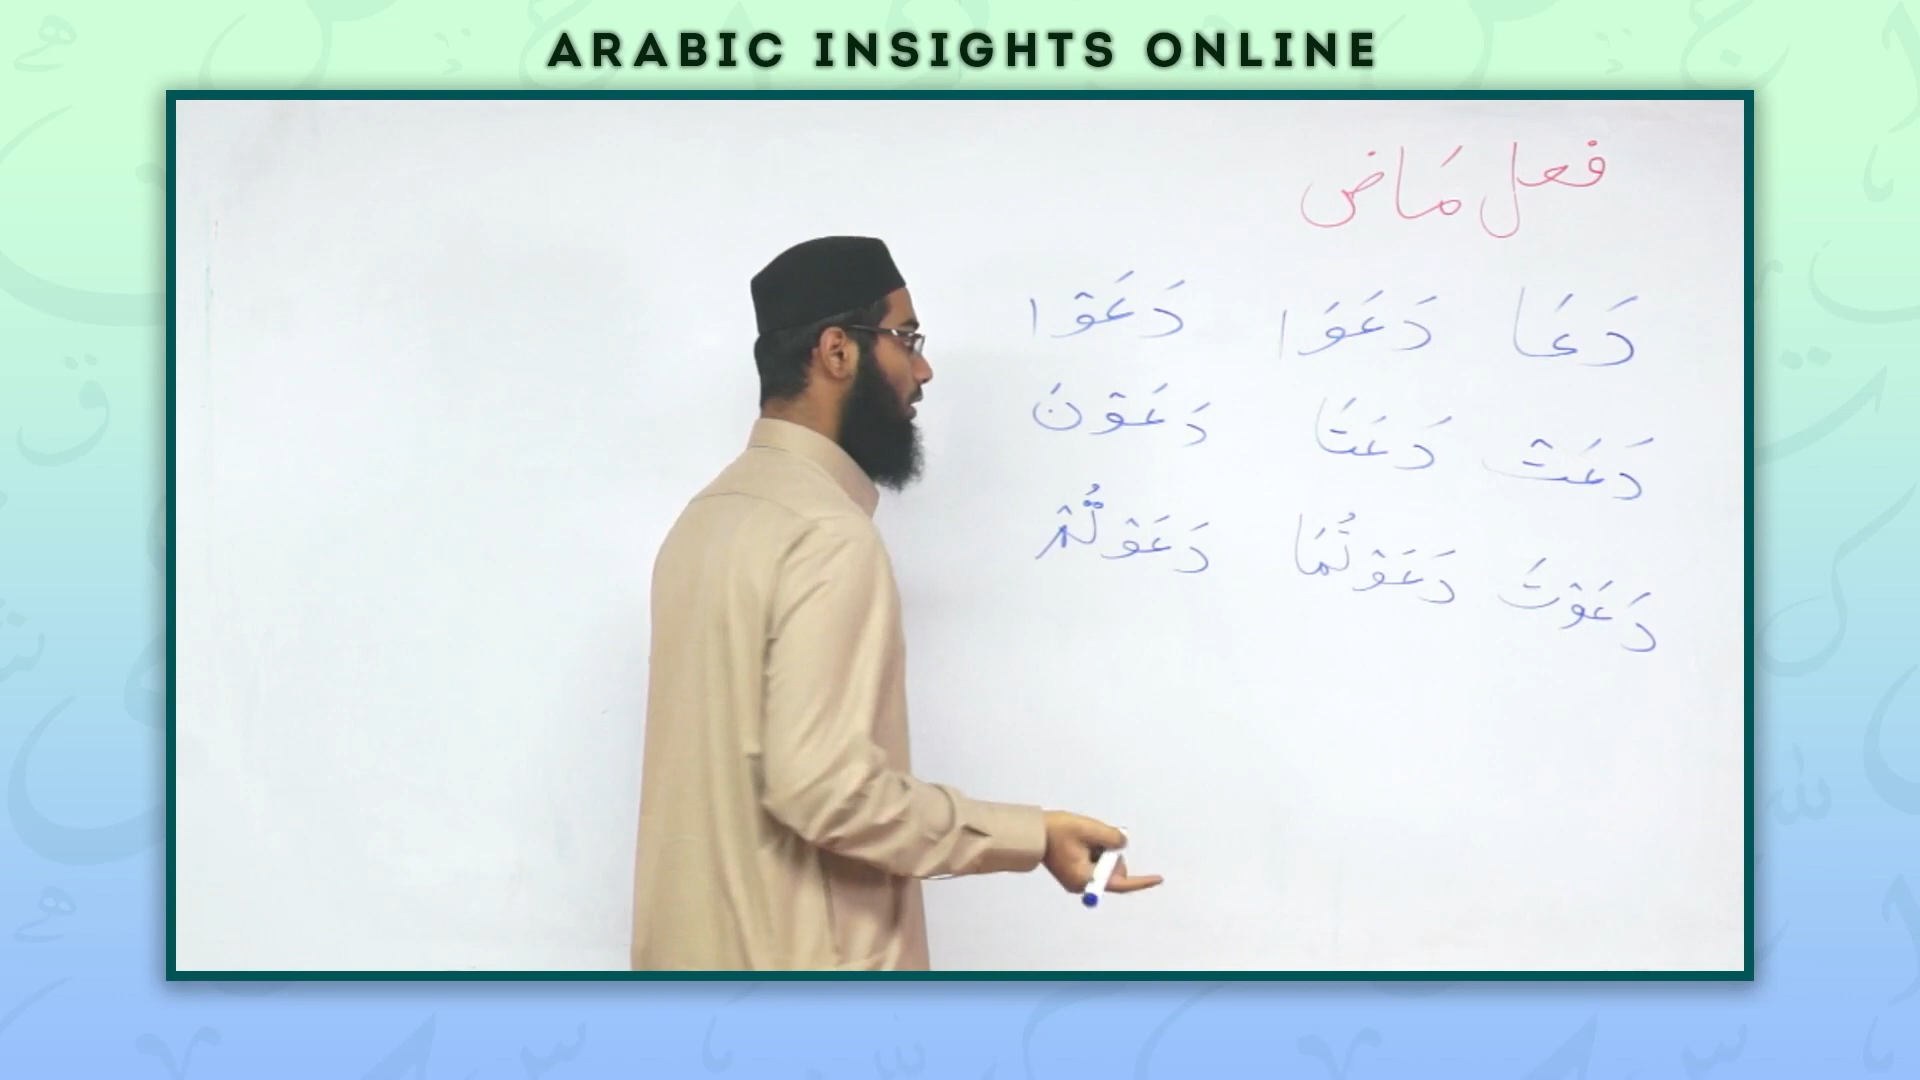 ARABIC INSIGHTS ONLINE
فعل مَاض
دَعَا دَعَوَا دَعَوْا
دَعَتْ دَعَتَا دَعَوْنَ
دَعَوْتَ دَعَوْتُمَا دَعَوْتُمْ